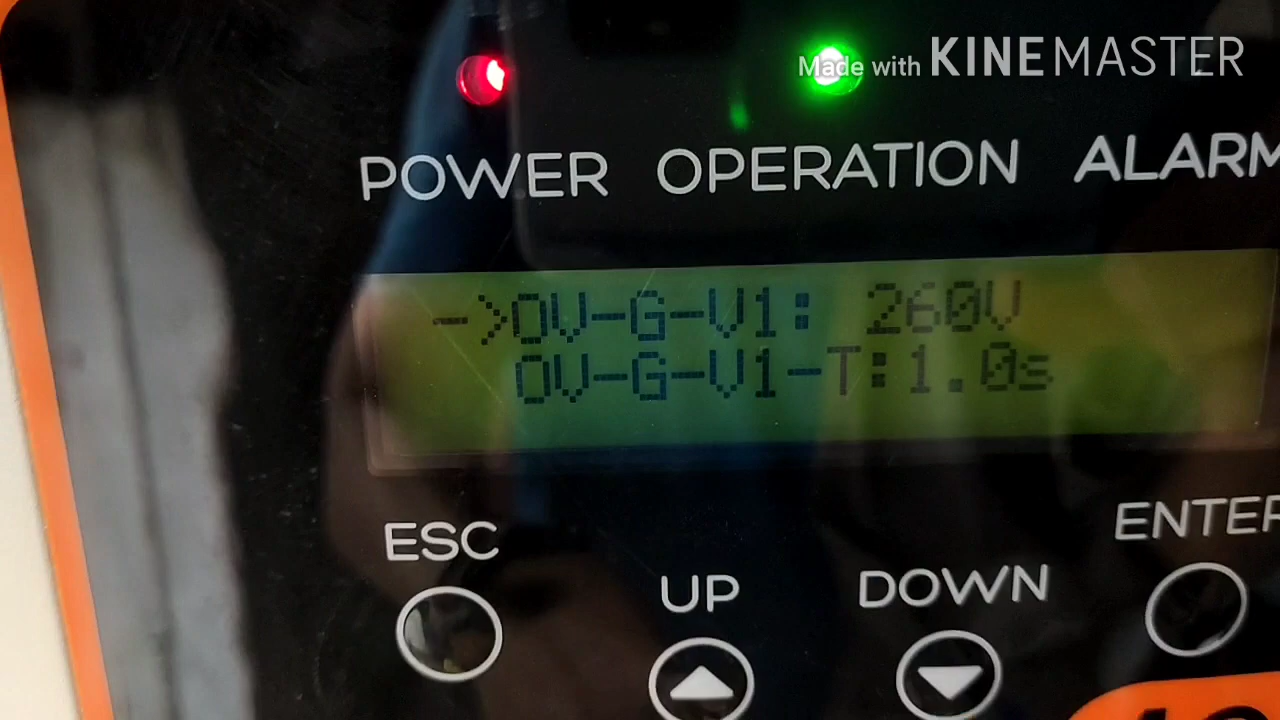 Made with KINEMASTER
POWER OPERATION ALARM
->OV-G-V1: 260V
OV-G-V1-T:1.0s
ESC UP DOWN ENTER